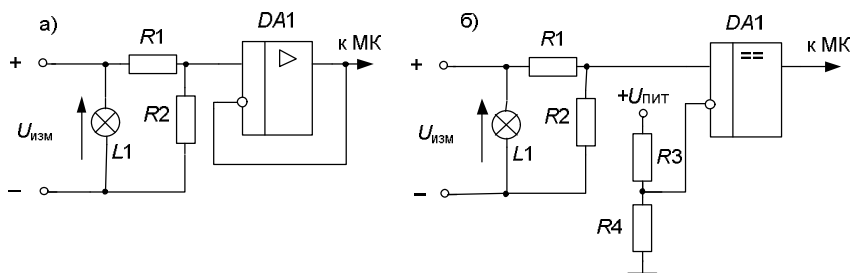 а)
DA1
R1
к МК
+
R2
Uизм
L1
−
б)
DA1
R1
==
к МК
+
+Uпит
R2
Uизм
L1
R3
−
R4